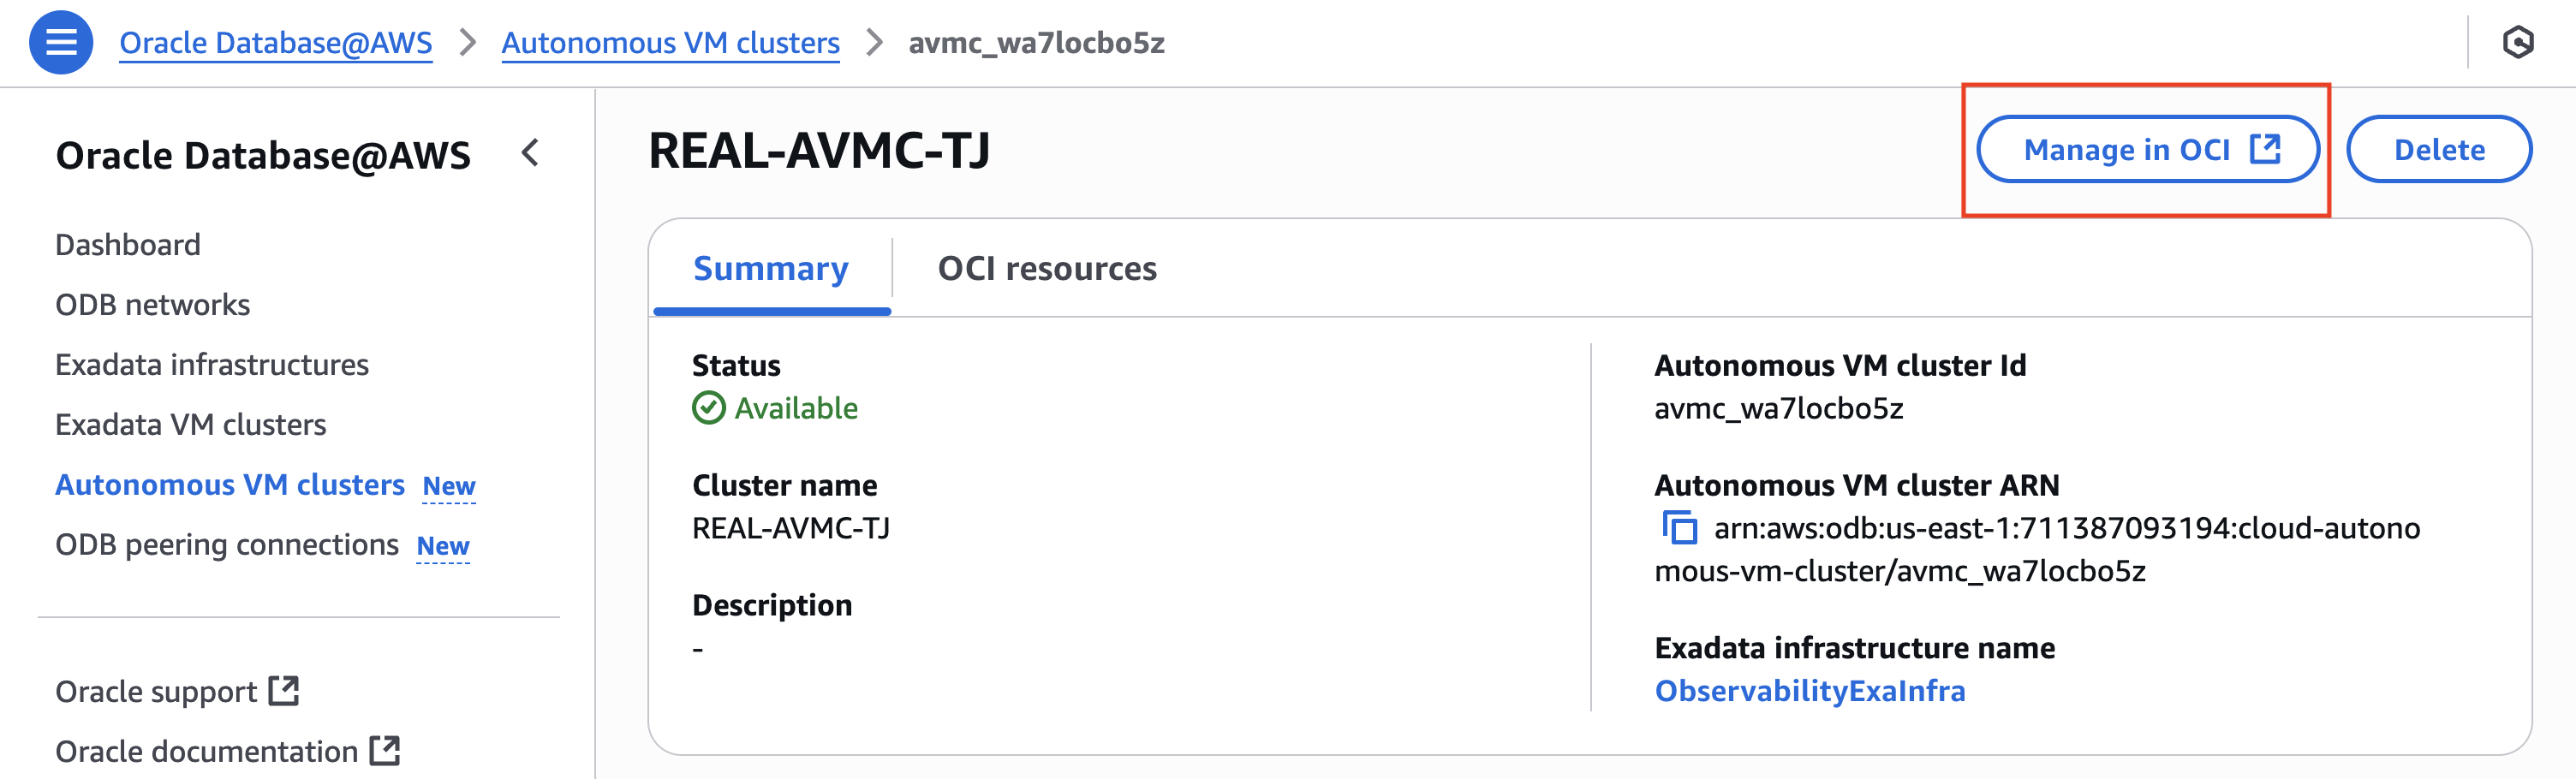 Oracle Database@AWS > Autonomous VM clusters > avmc_wa7locbo5z
Oracle Database@AWS
Dashboard
ODB networks
Exadata infrastructures
Exadata VM clusters
Autonomous VM clusters New
ODB peering connections New
Oracle support
Oracle documentation
REAL-AVMC-TJ
Manage in OCI
Delete
Summary
OCI resources
Status
Available
Cluster name
REAL-AVMC-TJ
Description
-
Autonomous VM cluster Id
avmc_wa7locbo5z
Autonomous VM cluster ARN
arn:aws:odb:us-east-1:711387093194:cloud-autono
mous-vm-cluster/avmc_wa7locbo5z
Exadata infrastructure name
ObservabilityExaInfra